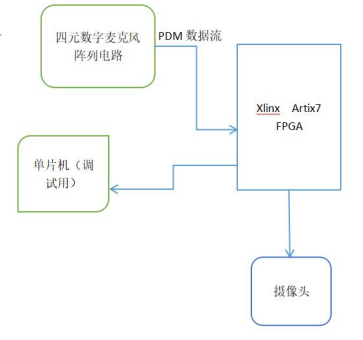 四元数字麦克风
阵列电路
PDM 数据流
Xlinx Artix7
FPGA
单片机（调
试用）
摄像头